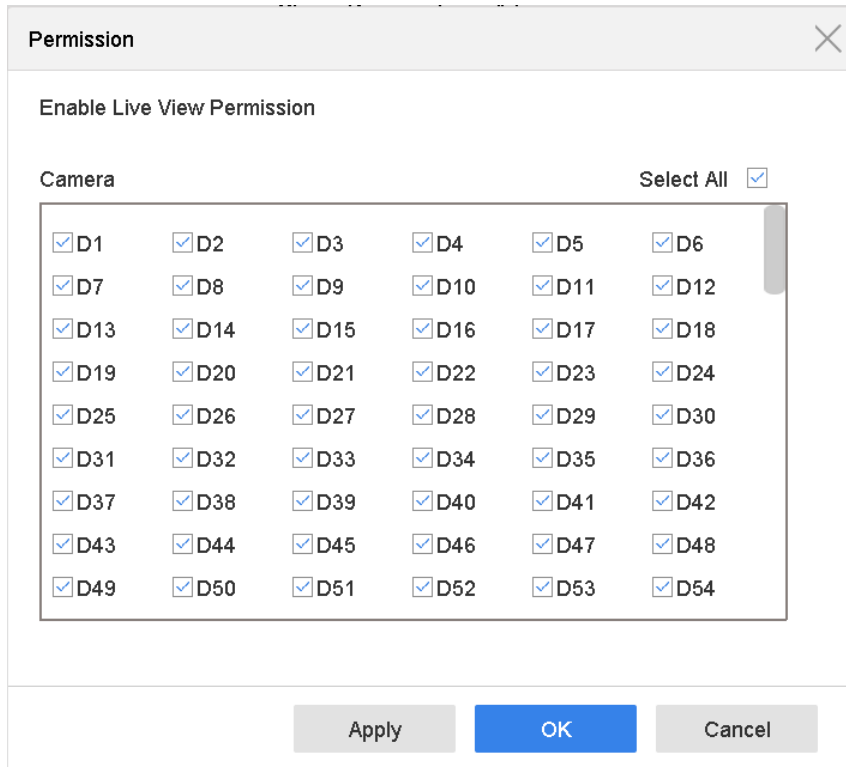 Permission
Enable Live View Permission
Camera Select All
D1 D2 D3 D4 D5 D6
D7 D8 D9 D10 D11 D12
D13 D14 D15 D16 D17 D18
D19 D20 D21 D22 D23 D24
D25 D26 D27 D28 D29 D30
D31 D32 D33 D34 D35 D36
D37 D38 D39 D40 D41 D42
D43 D44 D45 D46 D47 D48
D49 D50 D51 D52 D53 D54
Apply OK Cancel